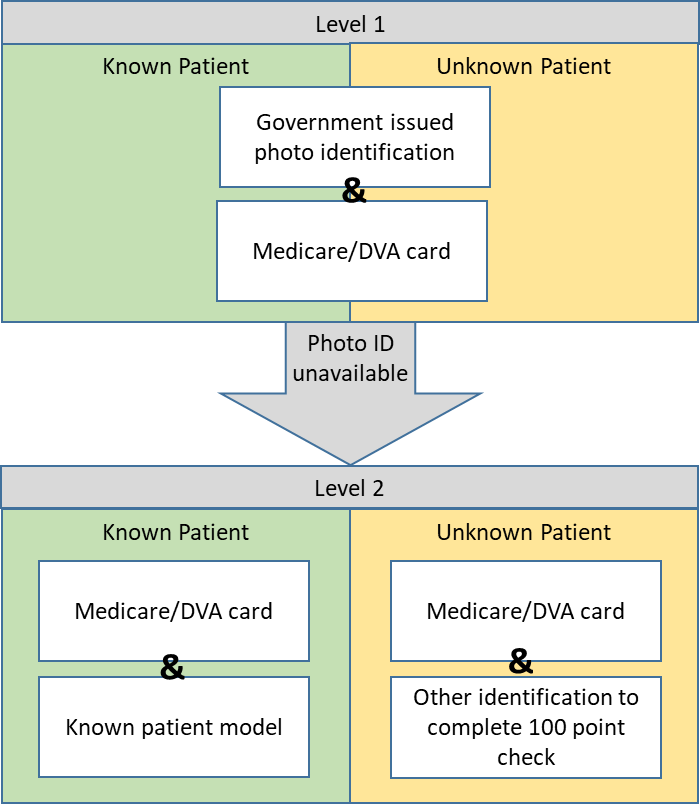 Level 1
Known Patient
Unknown Patient
Government issued
photo identification
&
Medicare/DVA card
Photo ID
unavailable
Level 2
Known Patient
Medicare/DVA card
&
Known patient model
Unknown Patient
Medicare/DVA card
&
Other identification to
complete 100 point
check